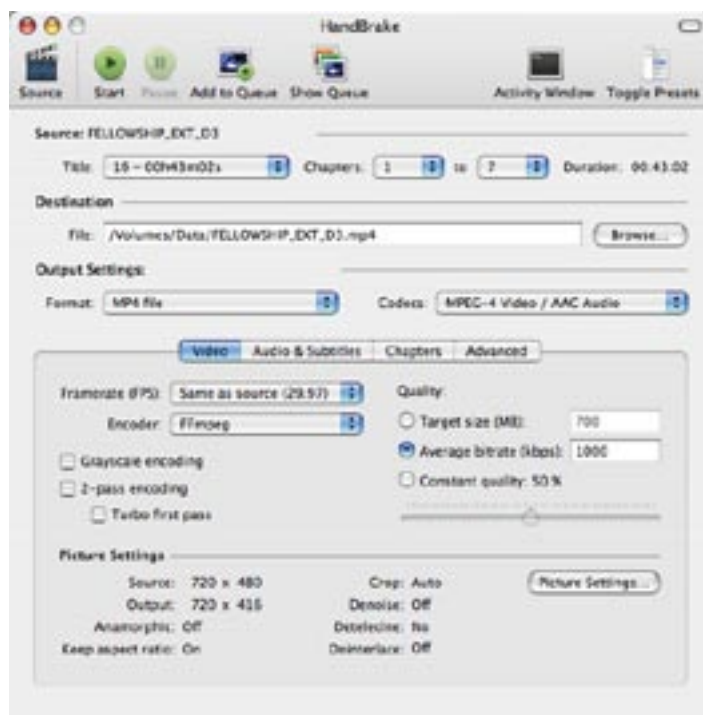 HandBrake
Source Start Pause Add to Queue Show Queue Activity Window Toggle Presets
Source: FELLOWSHIP_EXT_D3
Title: 16 - 00h43m02s Chapters: 1 to 7 Duration: 00:43:02
Destination
File: /Volumes/Data/FELLOWSHIP_EXT_D3.mp4 Browse...
Output Settings:
Format: MP4 file Codecs: MPEG-4 Video / AAC Audio
Video Audio & Subtitles Chapters Advanced
Framerate (FPS): Same as source (29.97) Quality:
Encoder: FFmpeg Target size (MB): 700
Average bitrate (kbps): 1000
Grayscale encoding
Constant quality: 50 %
2-pass encoding
Turbo first pass
Picture Settings
Source: 720 x 480 Crop: Auto Picture Settings...
Output: 720 x 416 Denoise: Off
Anamorphic: Off Detelecine: No
Keep aspect ratio: On Deinterlace: Off